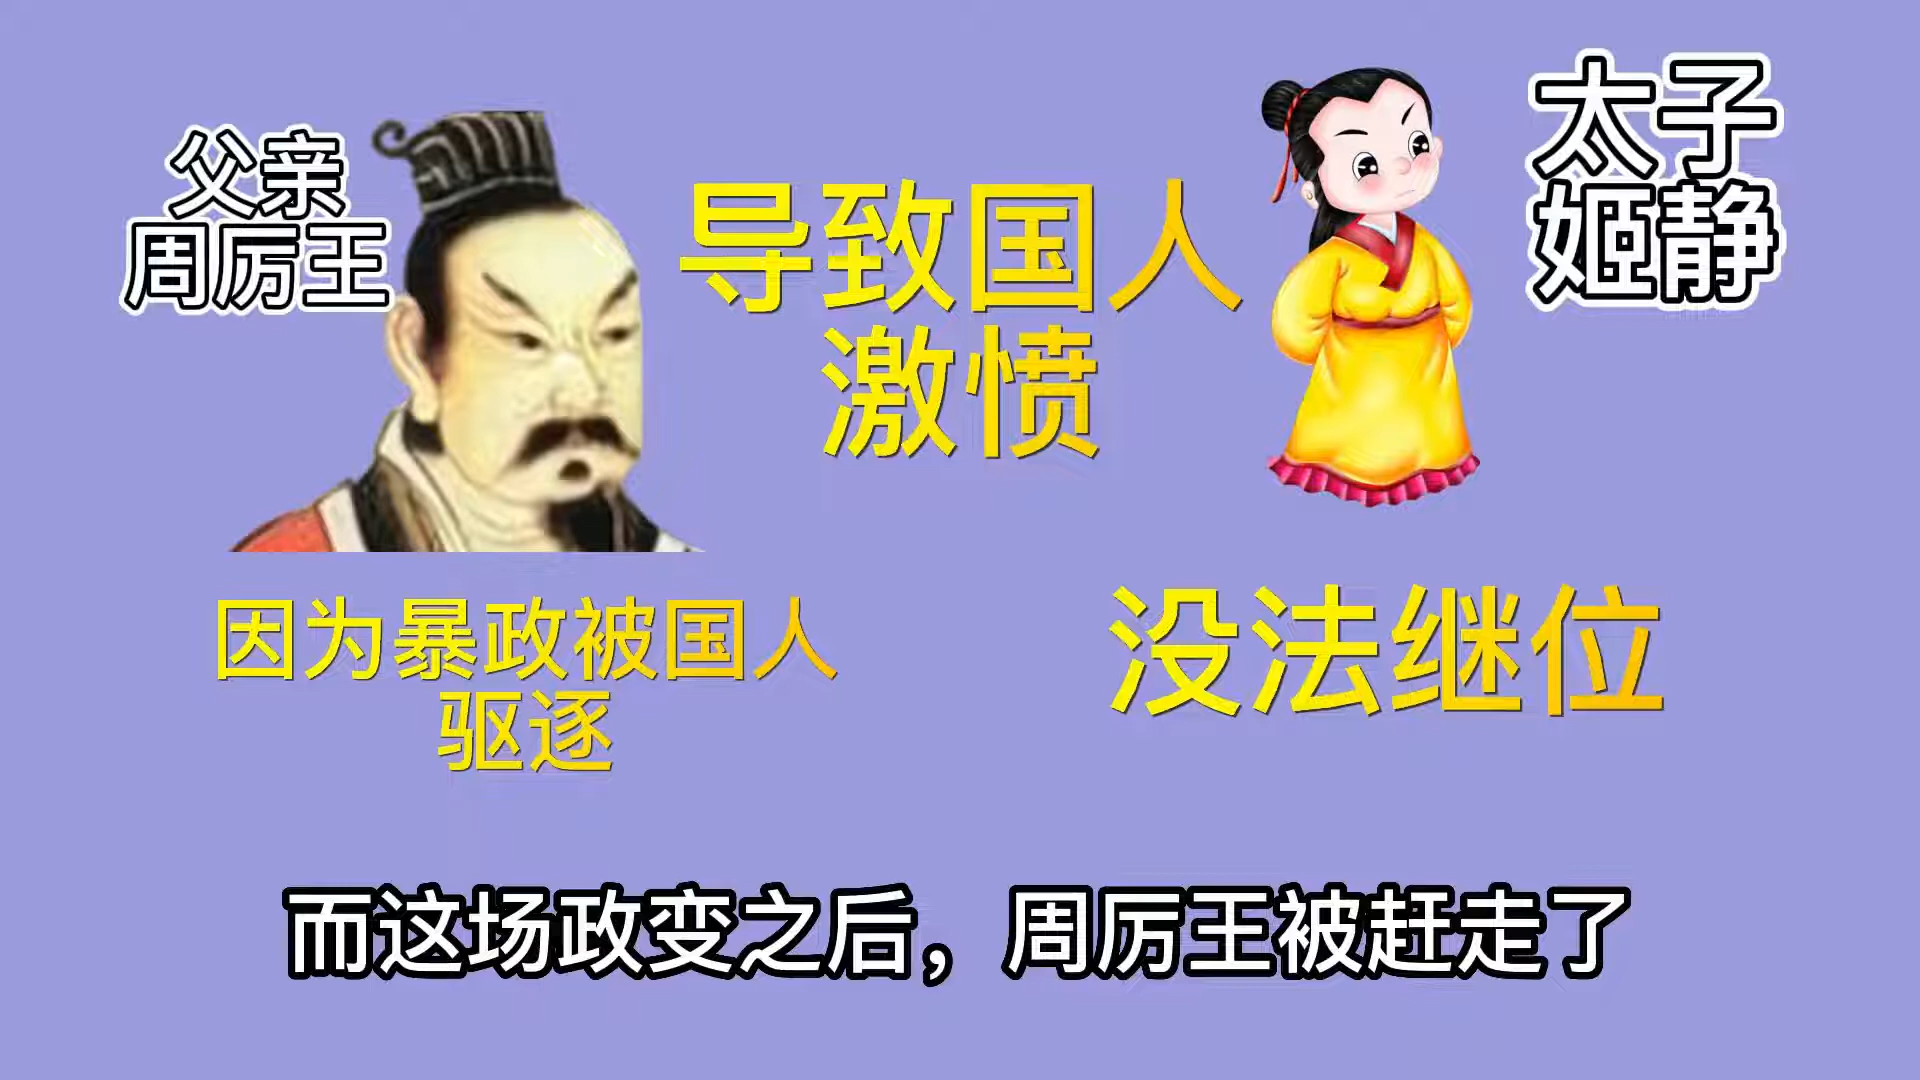 父亲
周厉王
导致国人
激愤
太子
姬静
因为暴政被国人
驱逐
没法继位
而这场政变之后，周厉王被赶走了